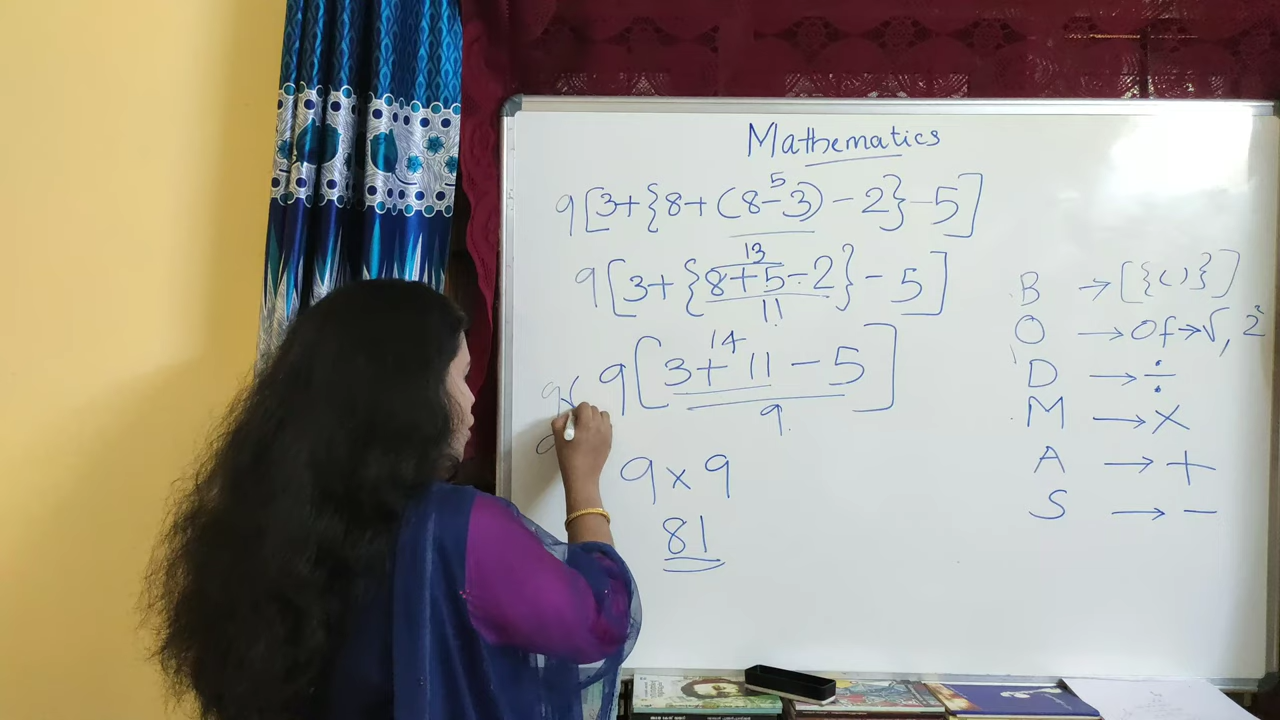 Mathematics
5
9[3+{8+(8-3)-2}-5]
13
9[3+{8+5-2}-5]
11
14
9[3+11-5]
9
9×9
81
B → [{()}]
O → Of→√, 2²
D → ÷
M → ×
A → +
S → −